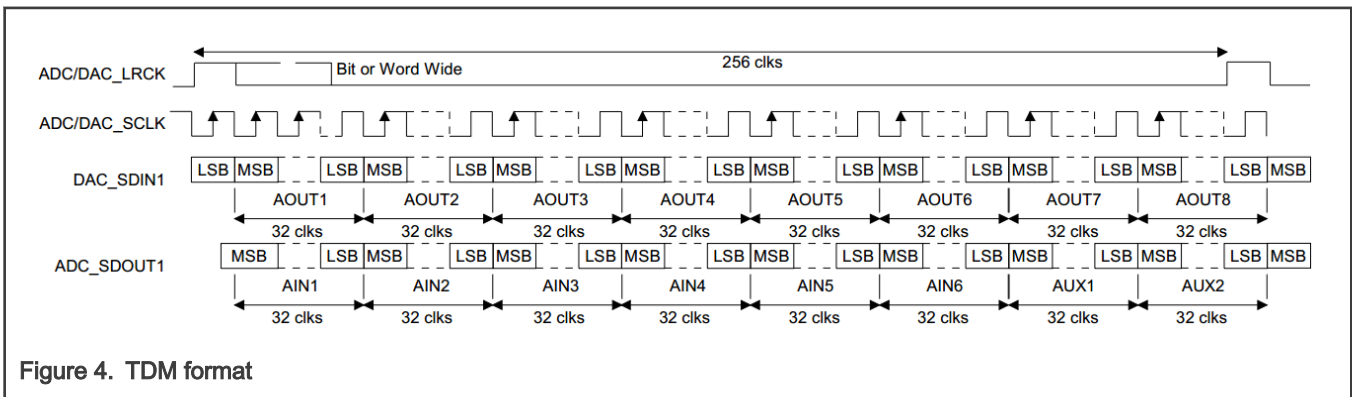 256 clks
ADC/DAC_LRCK
Bit or Word Wide
ADC/DAC_SCLK
DAC_SDIN1 LSB MSB LSB MSB LSB MSB LSB MSB LSB MSB LSB MSB LSB MSB LSB MSB LSB MSB
AOUT1 AOUT2 AOUT3 AOUT4 AOUT5 AOUT6 AOUT7 AOUT8
32 clks 32 clks 32 clks 32 clks 32 clks 32 clks 32 clks 32 clks
ADC_SDOUT1 MSB LSB MSB LSB MSB LSB MSB LSB MSB LSB MSB LSB MSB LSB MSB LSB MSB
AIN1 AIN2 AIN3 AIN4 AIN5 AIN6 AUX1 AUX2
32 clks 32 clks 32 clks 32 clks 32 clks 32 clks 32 clks 32 clks
Figure 4. TDM format